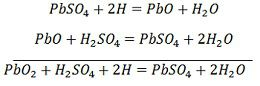 PbSO₄ + 2H = PbO + H₂O
PbO + H₂SO₄ = PbSO₄ + 2H₂O
PbO₂ + H₂SO₄ + 2H = PbSO₄ + 2H₂O